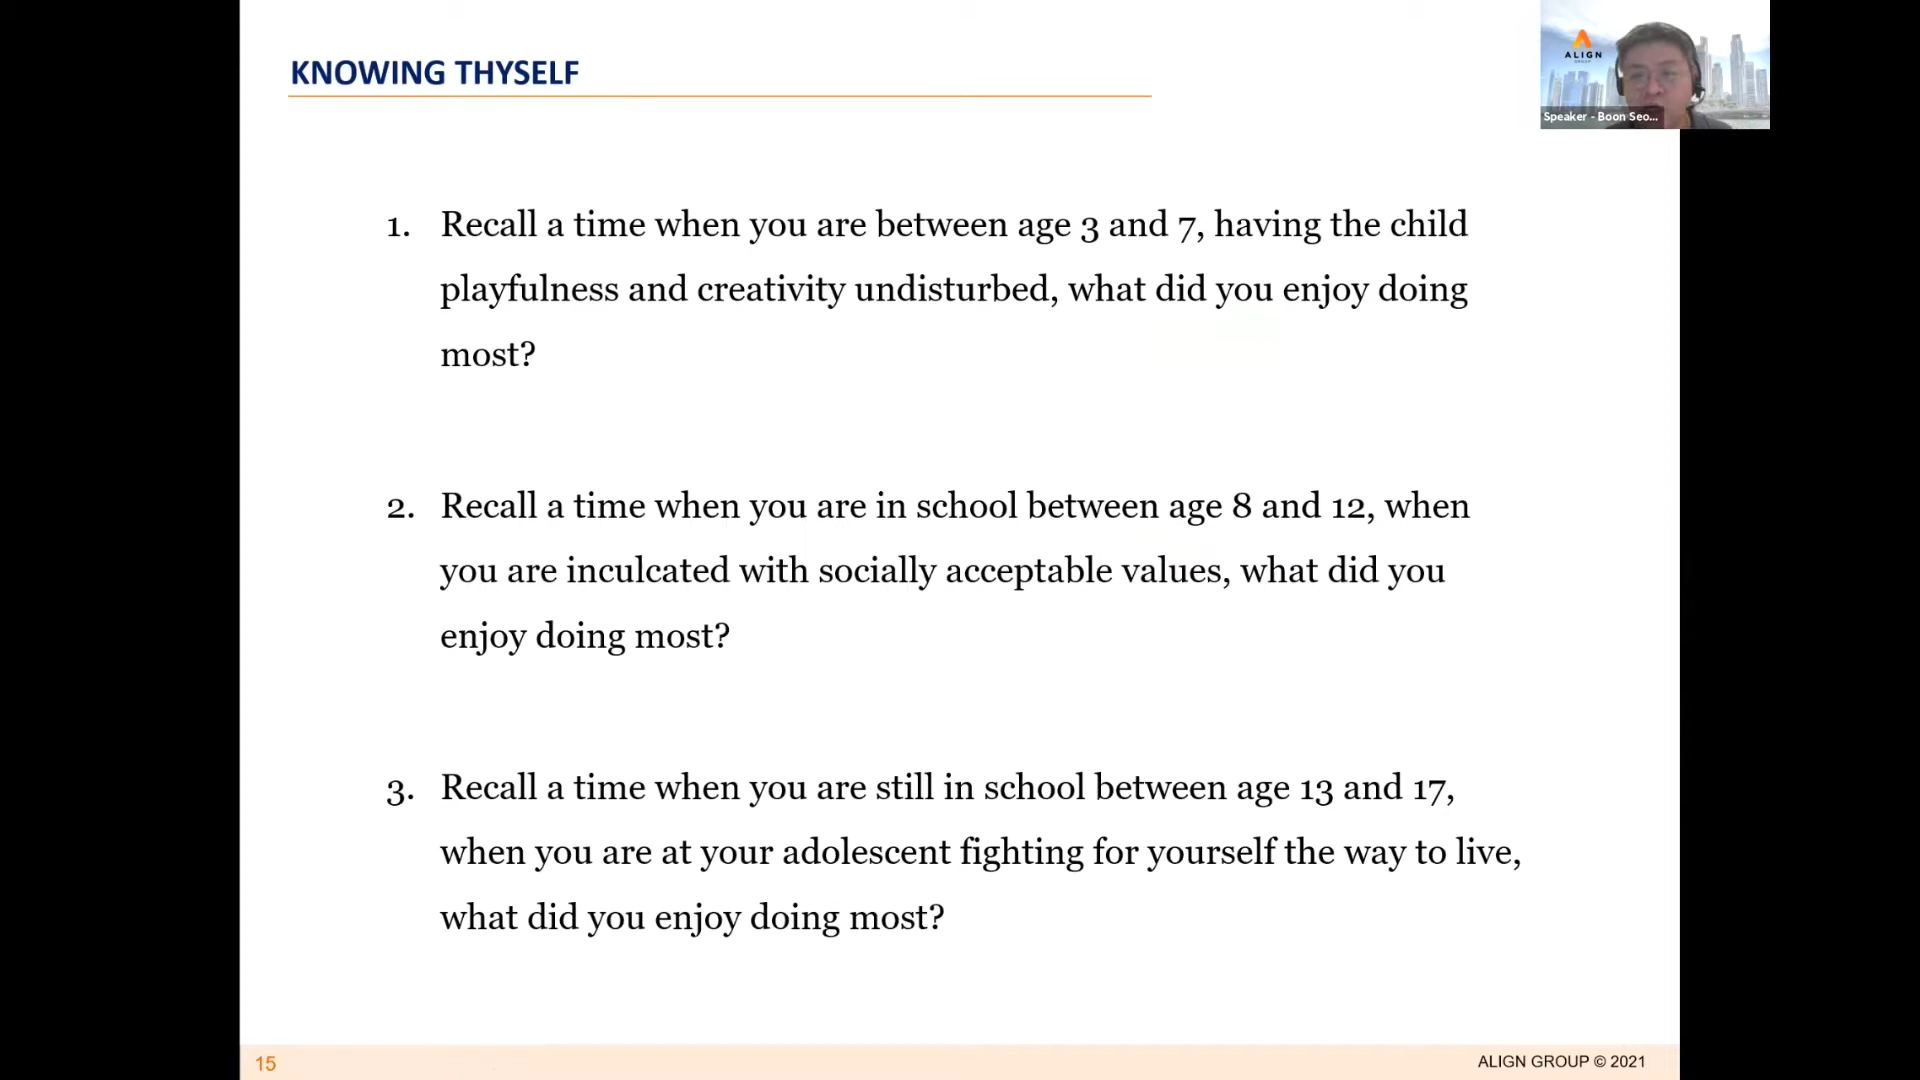 KNOWING THYSELF
ALIGN
GROUP
Speaker - Boon Seo...
1. Recall a time when you are between age 3 and 7, having the child
playfulness and creativity undisturbed, what did you enjoy doing
most?
2. Recall a time when you are in school between age 8 and 12, when
you are inculcated with socially acceptable values, what did you
enjoy doing most?
3. Recall a time when you are still in school between age 13 and 17,
when you are at your adolescent fighting for yourself the way to live,
what did you enjoy doing most?
15
ALIGN GROUP © 2021